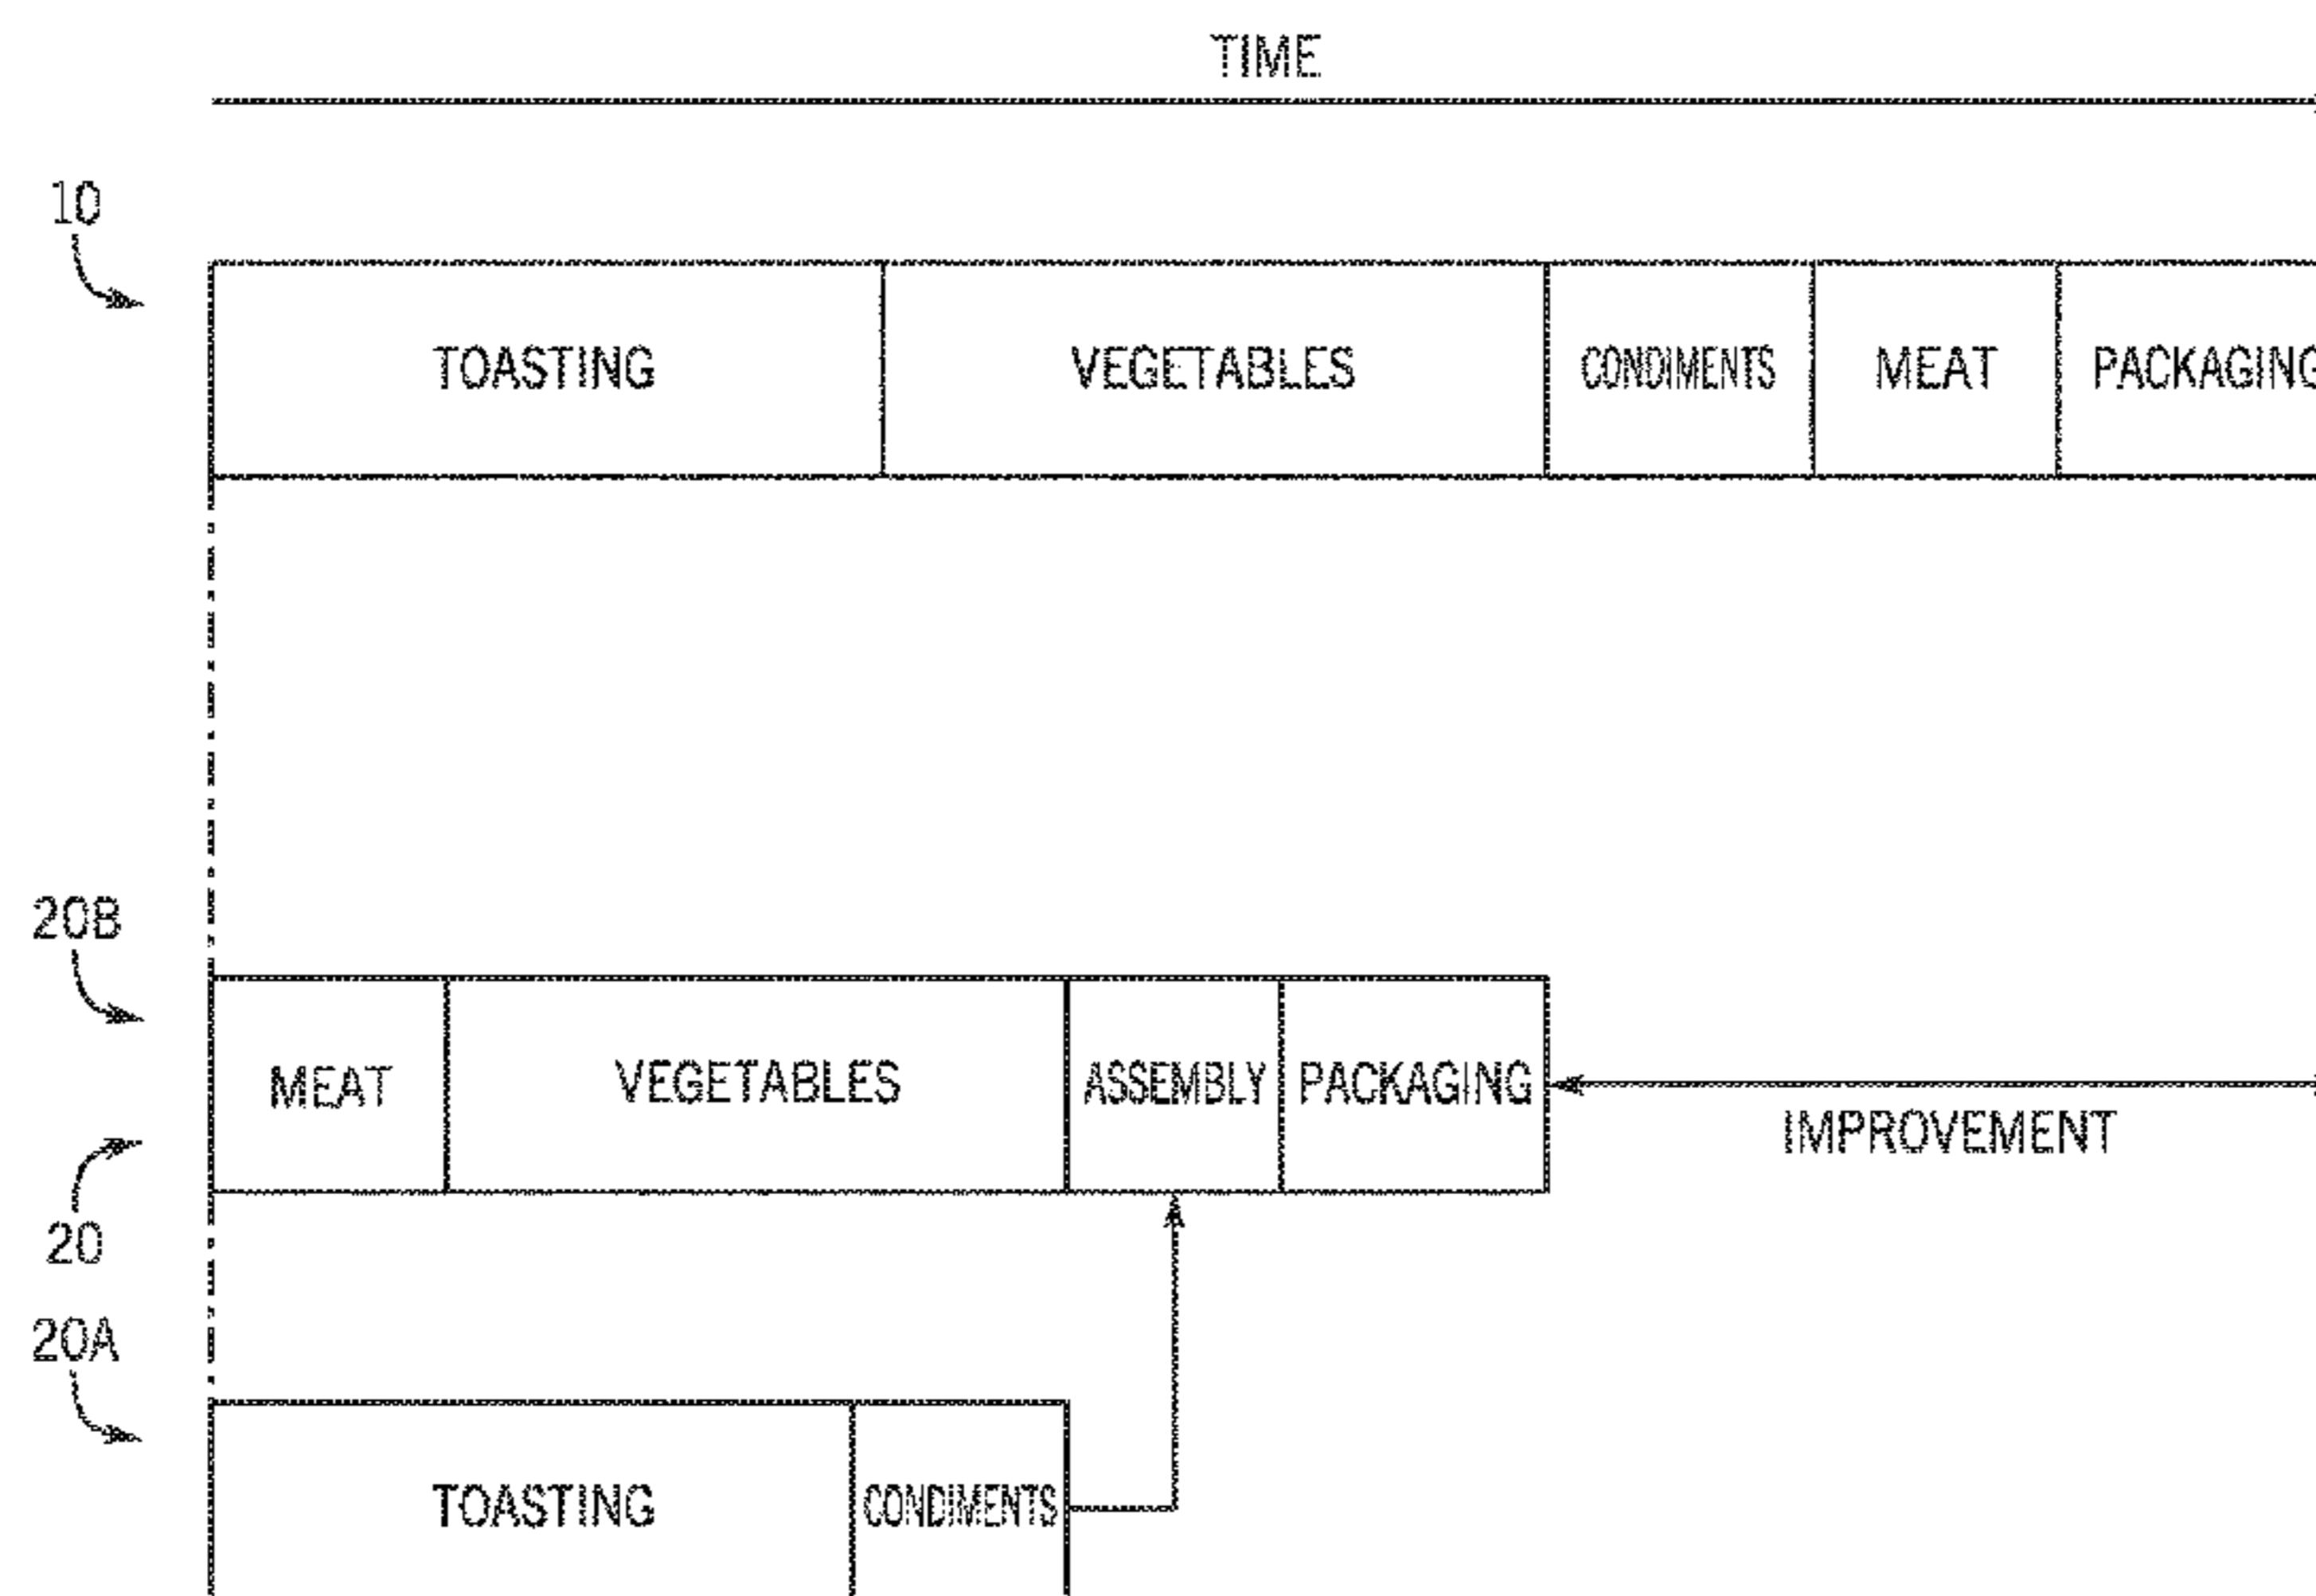 TIME
10
TOASTING VEGETABLES CONDIMENTS MEAT PACKAGING
20B
MEAT VEGETABLES ASSEMBLY PACKAGING
IMPROVEMENT
20
20A
TOASTING CONDIMENTS